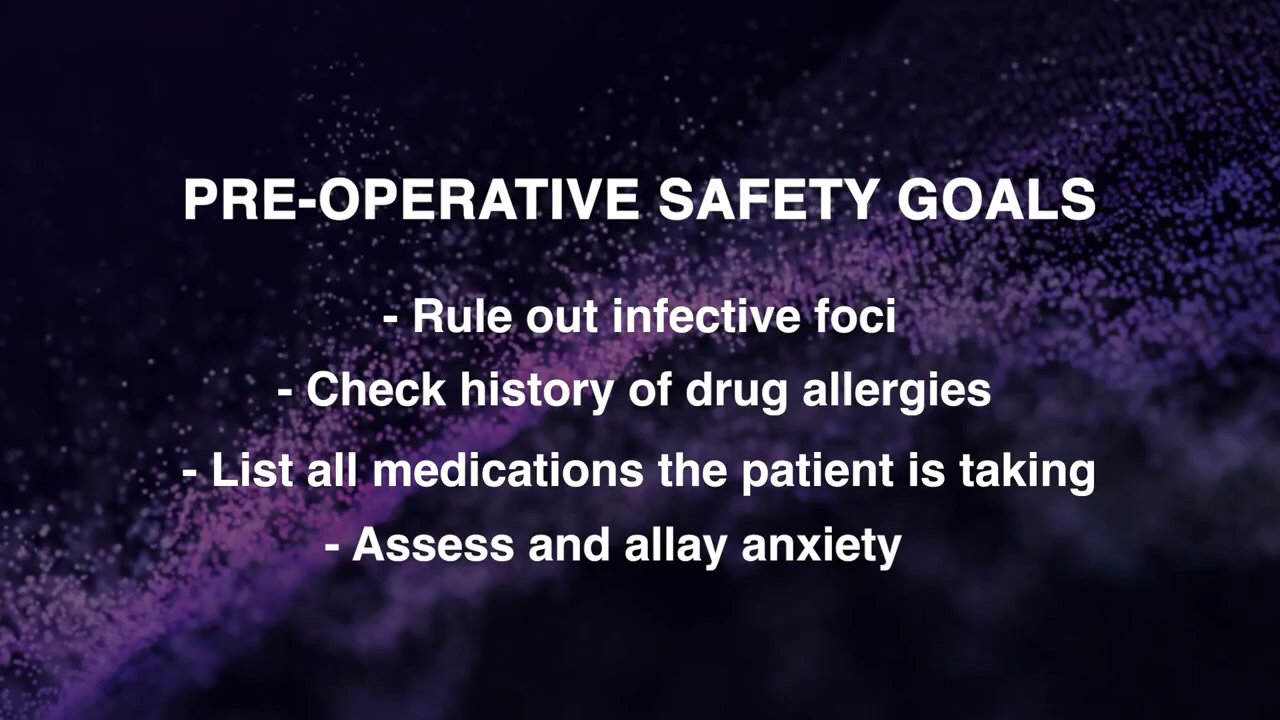 PRE-OPERATIVE SAFETY GOALS
- Rule out infective foci
- Check history of drug allergies
- List all medications the patient is taking
- Assess and allay anxiety